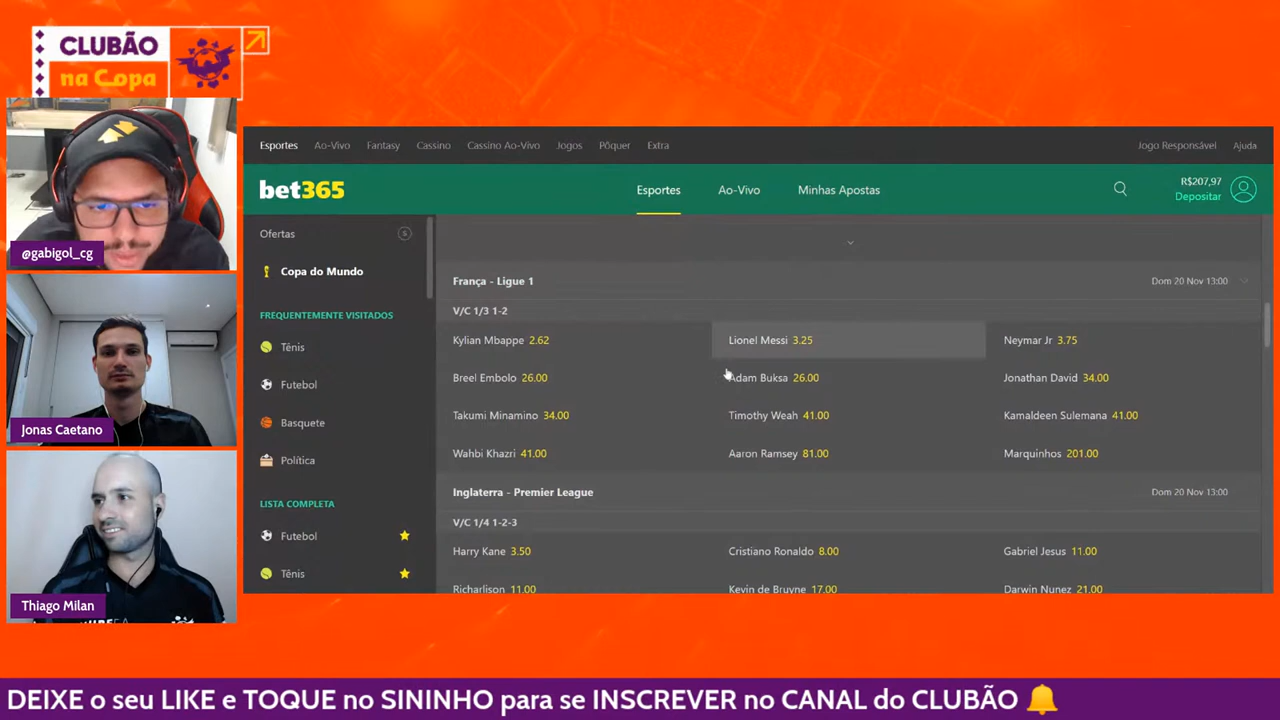 CLUBÃO
na Copa
@gabigol_cg
Jonas Caetano
Thiago Milan
Esportes Ao-Vivo Fantasy Cassino Cassino Ao-Vivo Jogos Pôquer Extra Jogo Responsável Ajuda
bet365 Esportes Ao-Vivo Minhas Apostas R$207,97
Depositar
Ofertas
Copa do Mundo
FREQUENTEMENTE VISITADOS
Tênis
Futebol
Basquete
Política
LISTA COMPLETA
Futebol
Tênis
França - Ligue 1 Dom 20 Nov 13:00
V/C 1/3 1-2
Kylian Mbappe 2.62 Lionel Messi 3.25 Neymar Jr 3.75
Breel Embolo 26.00 Adam Buksa 26.00 Jonathan David 34.00
Takumi Minamino 34.00 Timothy Weah 41.00 Kamaldeen Sulemana 41.00
Wahbi Khazri 41.00 Aaron Ramsey 81.00 Marquinhos 201.00
Inglaterra - Premier League Dom 20 Nov 13:00
V/C 1/4 1-2-3
Harry Kane 3.50 Cristiano Ronaldo 8.00 Gabriel Jesus 11.00
Richarlison 11.00 Kevin de Bruyne 17.00 Darwin Nunez 21.00
DEIXE o seu LIKE e TOQUE no SININHO para se INSCREVER no CANAL do CLUBÃO